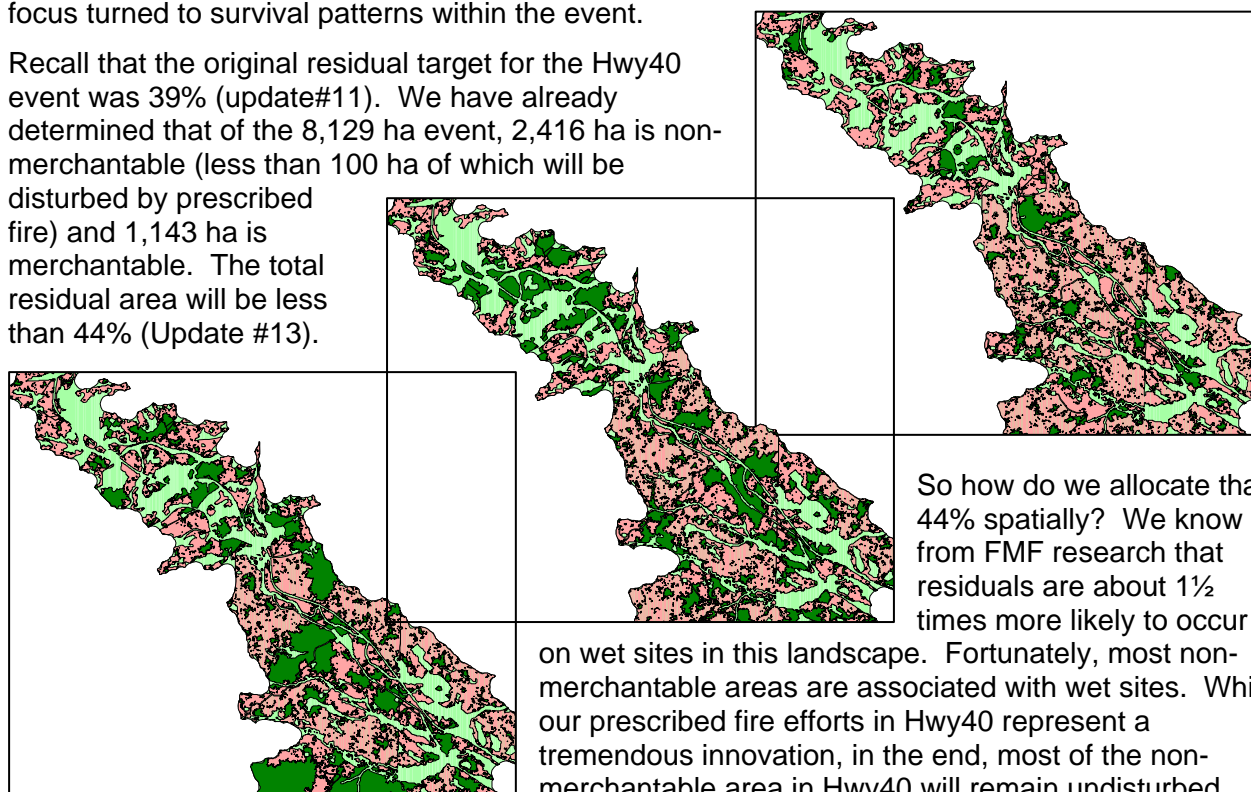 focus turned to survival patterns within the event.
Recall that the original residual target for the Hwy40
event was 39% (update#11). We have already
determined that of the 8,129 ha event, 2,416 ha is non-
merchantable (less than 100 ha of which will be
disturbed by prescribed
fire) and 1,143 ha is
merchantable. The total
residual area will be less
than 44% (Update #13).
So how do we allocate
44% spatially? We know
from FMF research that
residuals are about 1½
times more likely to occur
on wet sites in this landscape. Fortunately, most non-
merchantable areas are associated with wet sites.
our prescribed fire efforts in Hwy40 represent a
tremendous innovation, in the end, most of the non-
merchantable area in Hwy40 will remain undisturbed